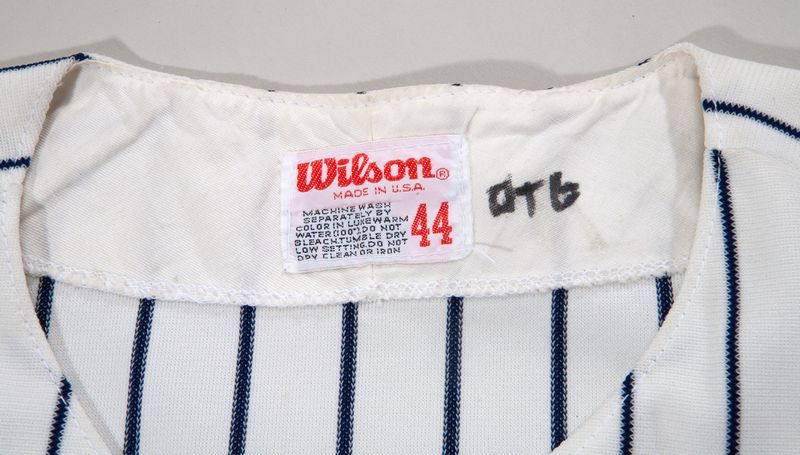 Wilson®
MADE IN U.S.A.
MACHINE WASH
SEPARATELY BY
COLOR IN LUKEWARM
WATER (100°). DO NOT
BLEACH, TUMBLE DRY
LOW SETTING. DO NOT
DRY CLEAN OR IRON
44
OTG